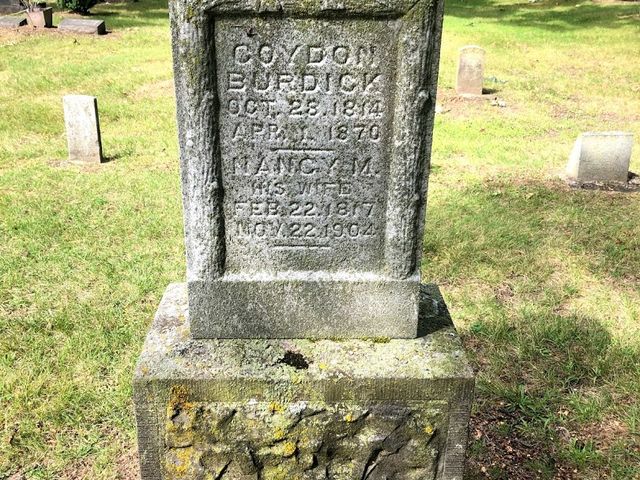 COYDON
BURDICK
OCT. 28. 1814
APR. 1. 1870
NANCY. M.
HIS WIFE
FEB. 22. 1817
NOV. 22. 1904